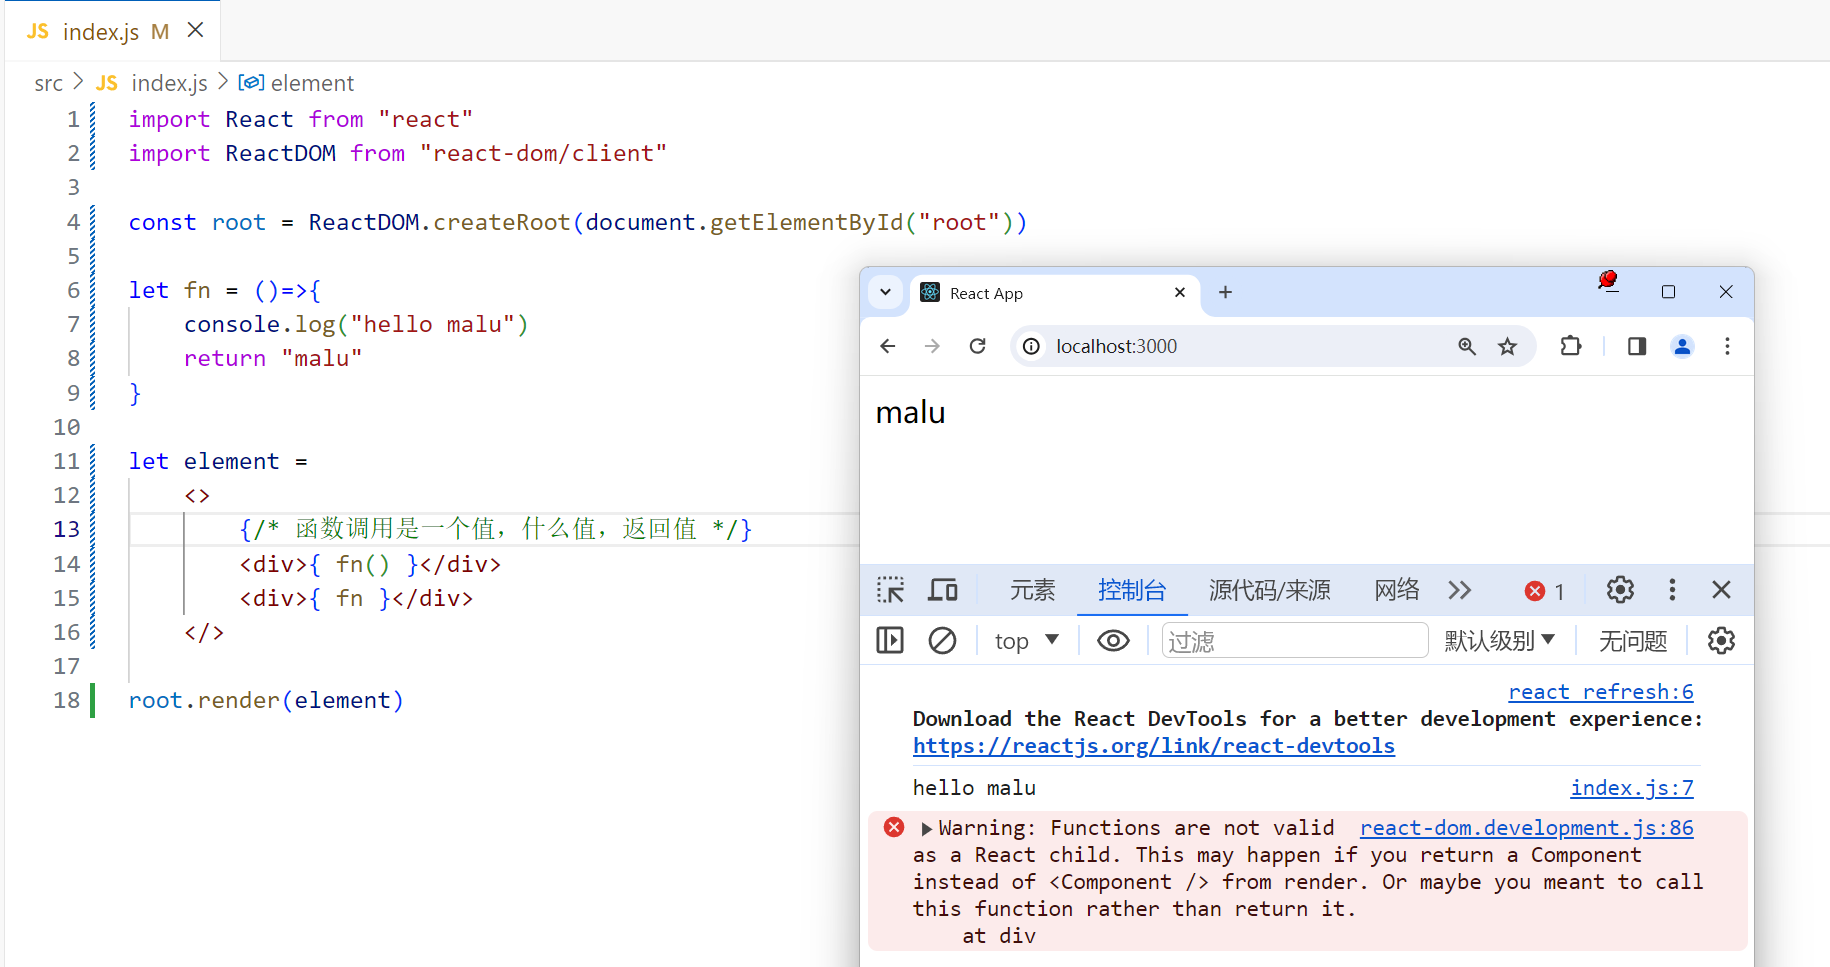 JS index.js M
src > JS index.js > element
1 import React from "react"
2 import ReactDOM from "react-dom/client"
3
4 const root = ReactDOM.createRoot(document.getElementById("root"))
5
6 let fn = ()=>{
7 console.log("hello malu")
8 return "malu"
9 }
10
11 let element =
12 <>
13 {/* 函数调用是一个值，什么值，返回值 */}
14 <div>{ fn() }</div>
15 <div>{ fn }</div>
16 </>
17
18 root.render(element)
React App
localhost:3000
malu
元素 控制台 源代码/来源 网络 1
top 过滤 默认级别 无问题
react refresh:6
Download the React DevTools for a better development experience:
https://reactjs.org/link/react-devtools
hello malu index.js:7
Warning: Functions are not valid react-dom.development.js:86
as a React child. This may happen if you return a Component
instead of <Component /> from render. Or maybe you meant to call
this function rather than return it.
at div